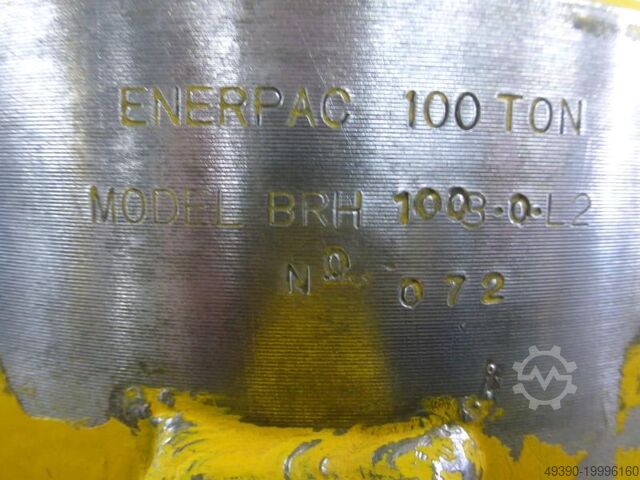 ENERPAC 100 TON
MODEL BRH 1003.0.L2
Nº 072
49390-19996160